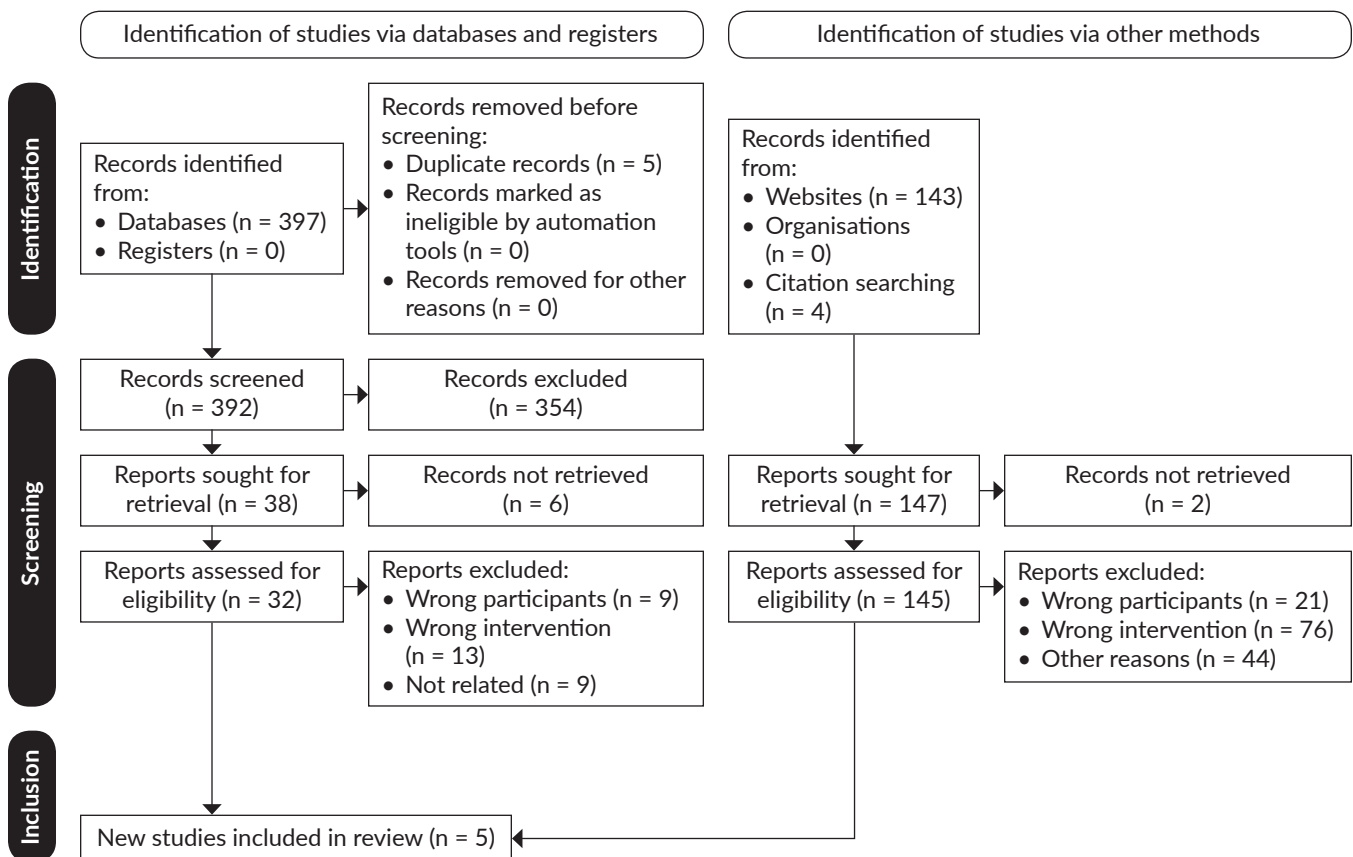 Identification of studies via databases and registers
Identification of studies via other methods
Identification
Records identified
from:
• Databases (n = 397)
• Registers (n = 0)
Records removed before
screening:
• Duplicate records (n = 5)
• Records marked as
ineligible by automation
tools (n = 0)
• Records removed for other
reasons (n = 0)
Records identified
from:
• Websites (n = 143)
• Organisations
(n = 0)
• Citation searching
(n = 4)
Screening
Records screened
(n = 392)
Records excluded
(n = 354)
Reports sought for
retrieval (n = 38)
Records not retrieved
(n = 6)
Reports sought for
retrieval (n = 147)
Records not retrieved
(n = 2)
Reports assessed for
eligibility (n = 32)
Reports excluded:
• Wrong participants (n = 9)
• Wrong intervention
(n = 13)
• Not related (n = 9)
Reports assessed for
eligibility (n = 145)
Reports excluded:
• Wrong participants (n = 21)
• Wrong intervention (n = 76)
• Other reasons (n = 44)
Inclusion
New studies included in review (n = 5)